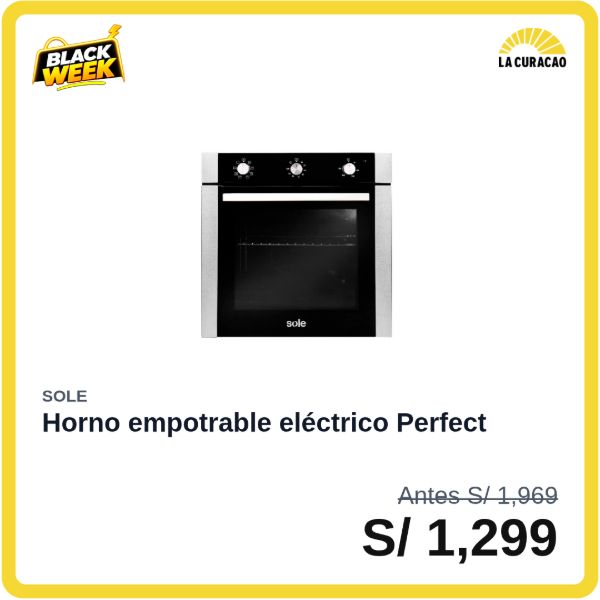 BLACK
WEEK
LA CURACAO
sole
SOLE
Horno empotrable eléctrico Perfect
Antes S/ 1,969
S/ 1,299